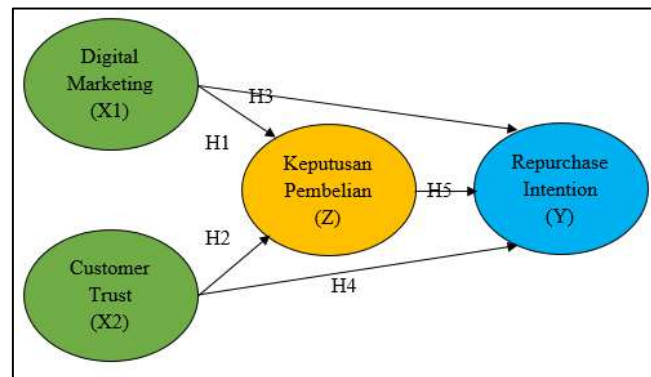 Digital
Marketing
(X1)
H3
H1
Keputusan
Pembelian
(Z)
H5
Repurchase
Intention
(Y)
H2
Customer
Trust
(X2)
H4